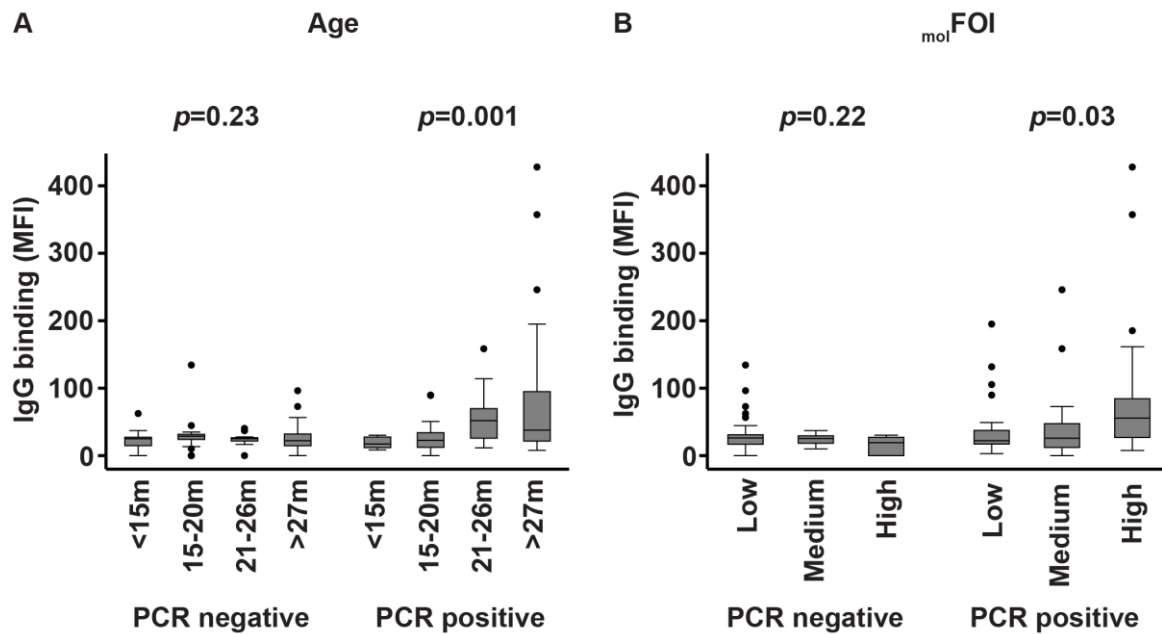 A
Age
p=0.23
p=0.001
IgG binding (MFI)
400
300
200
100
0
<15m
15-20m
21-26m
>27m
<15m
15-20m
21-26m
>27m
PCR negative
PCR positive
B
molFOI
p=0.22
p=0.03
IgG binding (MFI)
400
300
200
100
0
Low
Medium
High
Low
Medium
High
PCR negative
PCR positive